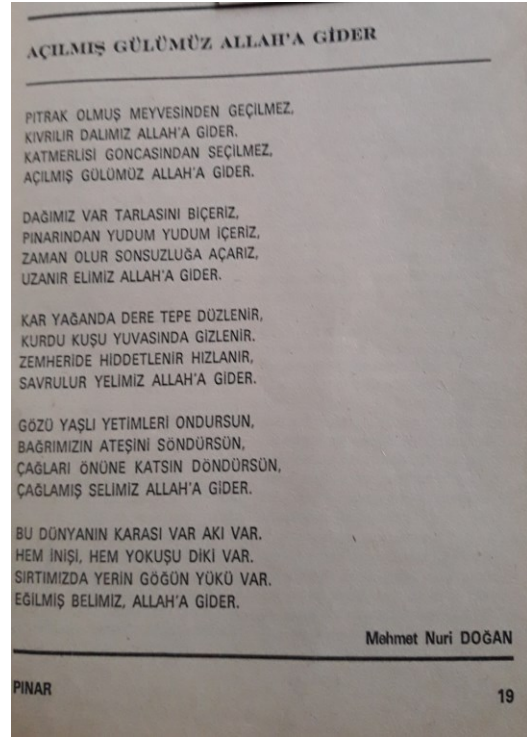 AÇILMIŞ GÜLÜMÜZ ALLAH'A GİDER
PITRAK OLMUŞ MEYVESİNDEN GEÇİLMEZ,
KIVRILIR DALIMIZ ALLAH'A GİDER.
KATMERLİSİ GONCASINDAN SEÇİLMEZ,
AÇILMIŞ GÜLÜMÜZ ALLAH'A GİDER.
DAĞIMIZ VAR TARLASINI BİÇERİZ,
PINARINDAN YUDUM YUDUM İÇERİZ,
ZAMAN OLUR SONSUZLUĞA AÇARIZ,
UZANIR ELİMİZ ALLAH'A GİDER.
KAR YAĞANDA DERE TEPE DÜZLENİR,
KURDU KUŞU YUVASINDA GİZLENİR.
ZEMHERİDE HİDDETLENİR HIZLANIR,
SAVRULUR YELİMİZ ALLAH'A GİDER.
GÖZÜ YAŞLI YETİMLERİ ONDURSUN,
BAĞRIMIZIN ATEŞİNİ SÖNDÜRSÜN,
ÇAĞLARI ÖNÜNE KATSIN DÖNDÜRSÜN,
ÇAĞLAMIŞ SELİMİZ ALLAH'A GİDER.
BU DÜNYANIN KARASI VAR AKI VAR.
HEM İNİŞİ, HEM YOKUŞU DİKİ VAR.
SIRTIMIZDA YERİN GÖĞÜN YÜKÜ VAR.
EĞİLMİŞ BELİMİZ, ALLAH'A GİDER.
Mehmet Nuri DOĞAN
PINAR
19